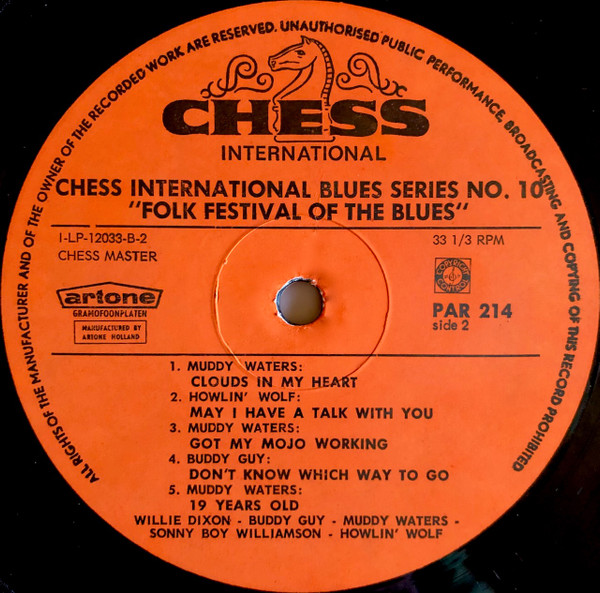 ALL RIGHTS OF THE MANUFACTURER AND OF THE OWNER OF THE RECORDED WORK ARE RESERVED. UNAUTHORISED PUBLIC PERFORMANCE, BROADCASTING AND COPYING OF THIS RECORD PROHIBITED
CHESS
INTERNATIONAL
CHESS INTERNATIONAL BLUES SERIES NO. 10
"FOLK FESTIVAL OF THE BLUES"
I-LP-12033-B-2
CHESS MASTER
33 1/3 RPM
artone
GRAMOFOONPLATEN
MANUFACTURED BY
ARTONE HOLLAND
COPYRIGHT
CONTROL
PAR 214
side 2
1. MUDDY WATERS:
CLOUDS IN MY HEART
2. HOWLIN' WOLF:
MAY I HAVE A TALK WITH YOU
3. MUDDY WATERS:
GOT MY MOJO WORKING
4. BUDDY GUY:
DON'T KNOW WHICH WAY TO GO
5. MUDDY WATERS:
19 YEARS OLD
WILLIE DIXON - BUDDY GUY - MUDDY WATERS -
SONNY BOY WILLIAMSON - HOWLIN' WOLF